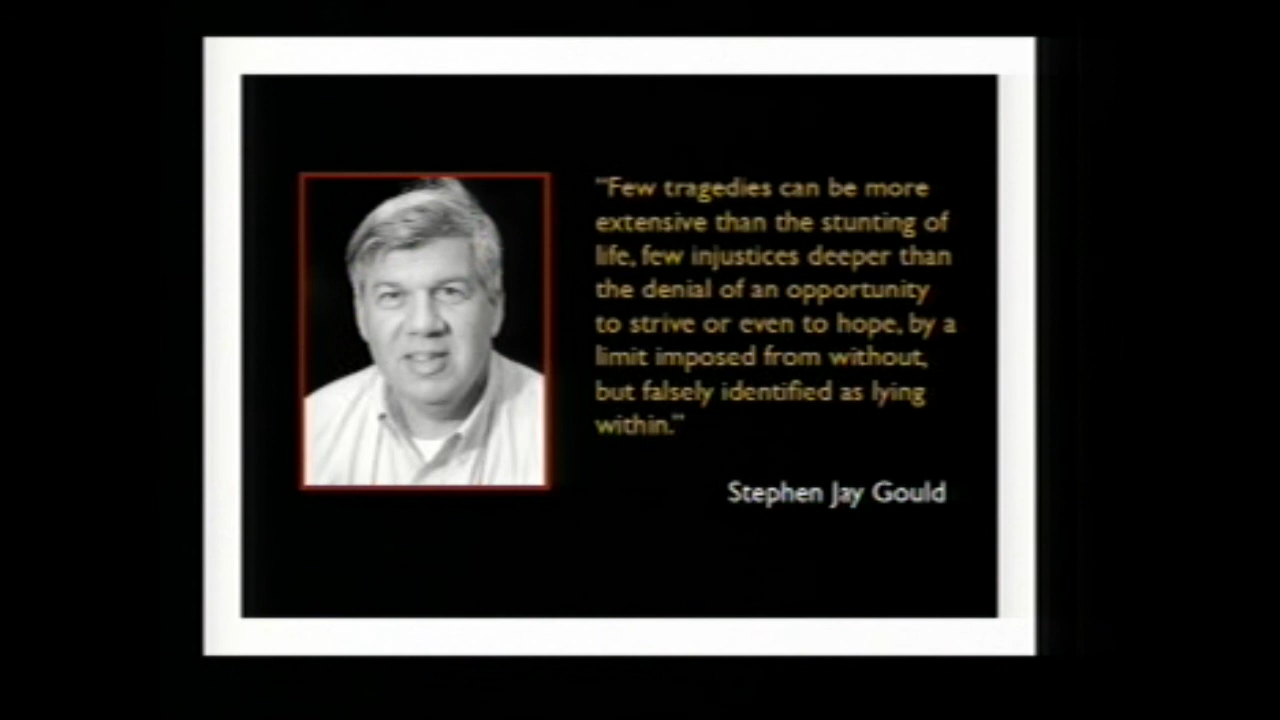 "Few tragedies can be more
extensive than the stunting of
life, few injustices deeper than
the denial of an opportunity
to strive or even to hope, by a
limit imposed from without,
but falsely identified as lying
within."
Stephen Jay Gould